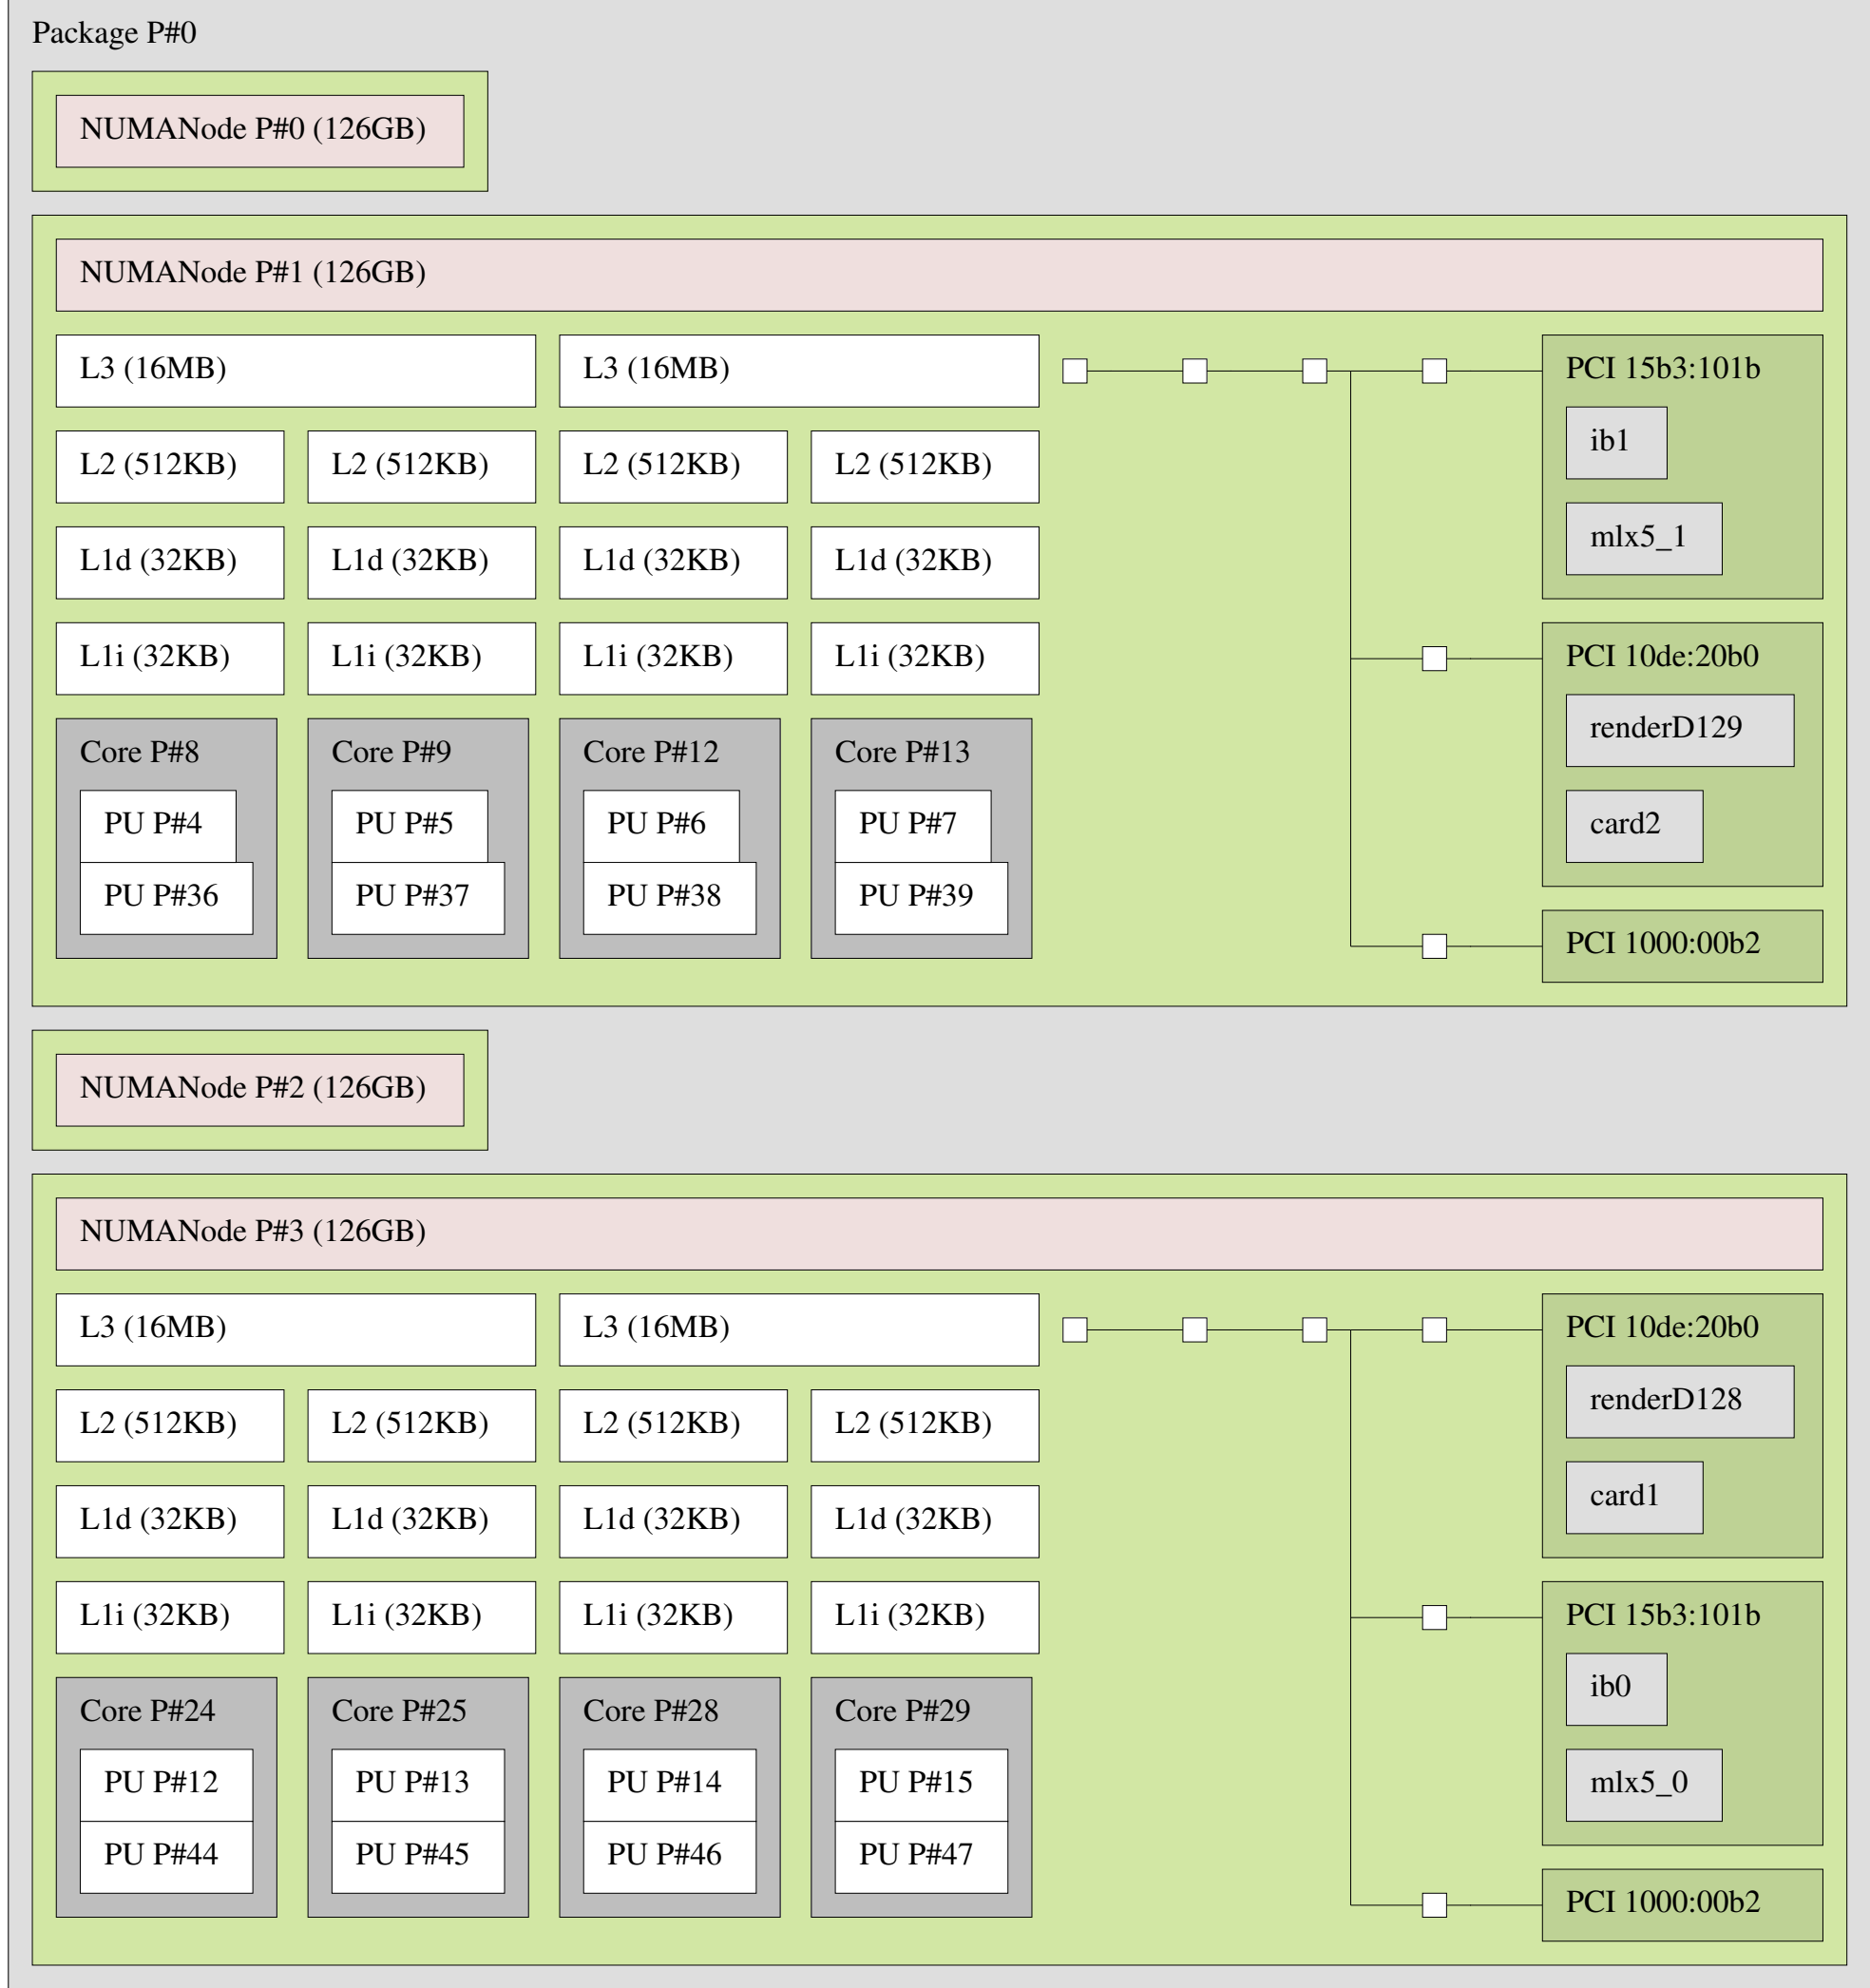 Package P#0
NUMANode P#0 (126GB)
NUMANode P#1 (126GB)
L3 (16MB) L3 (16MB)
L2 (512KB) L2 (512KB) L2 (512KB) L2 (512KB)
L1d (32KB) L1d (32KB) L1d (32KB) L1d (32KB)
L1i (32KB) L1i (32KB) L1i (32KB) L1i (32KB)
Core P#8 Core P#9 Core P#12 Core P#13
PU P#4 PU P#5 PU P#6 PU P#7
PU P#36 PU P#37 PU P#38 PU P#39
PCI 15b3:101b
ib1
mlx5_1
PCI 10de:20b0
renderD129
card2
PCI 1000:00b2
NUMANode P#2 (126GB)
NUMANode P#3 (126GB)
L3 (16MB) L3 (16MB)
L2 (512KB) L2 (512KB) L2 (512KB) L2 (512KB)
L1d (32KB) L1d (32KB) L1d (32KB) L1d (32KB)
L1i (32KB) L1i (32KB) L1i (32KB) L1i (32KB)
Core P#24 Core P#25 Core P#28 Core P#29
PU P#12 PU P#13 PU P#14 PU P#15
PU P#44 PU P#45 PU P#46 PU P#47
PCI 10de:20b0
renderD128
card1
PCI 15b3:101b
ib0
mlx5_0
PCI 1000:00b2